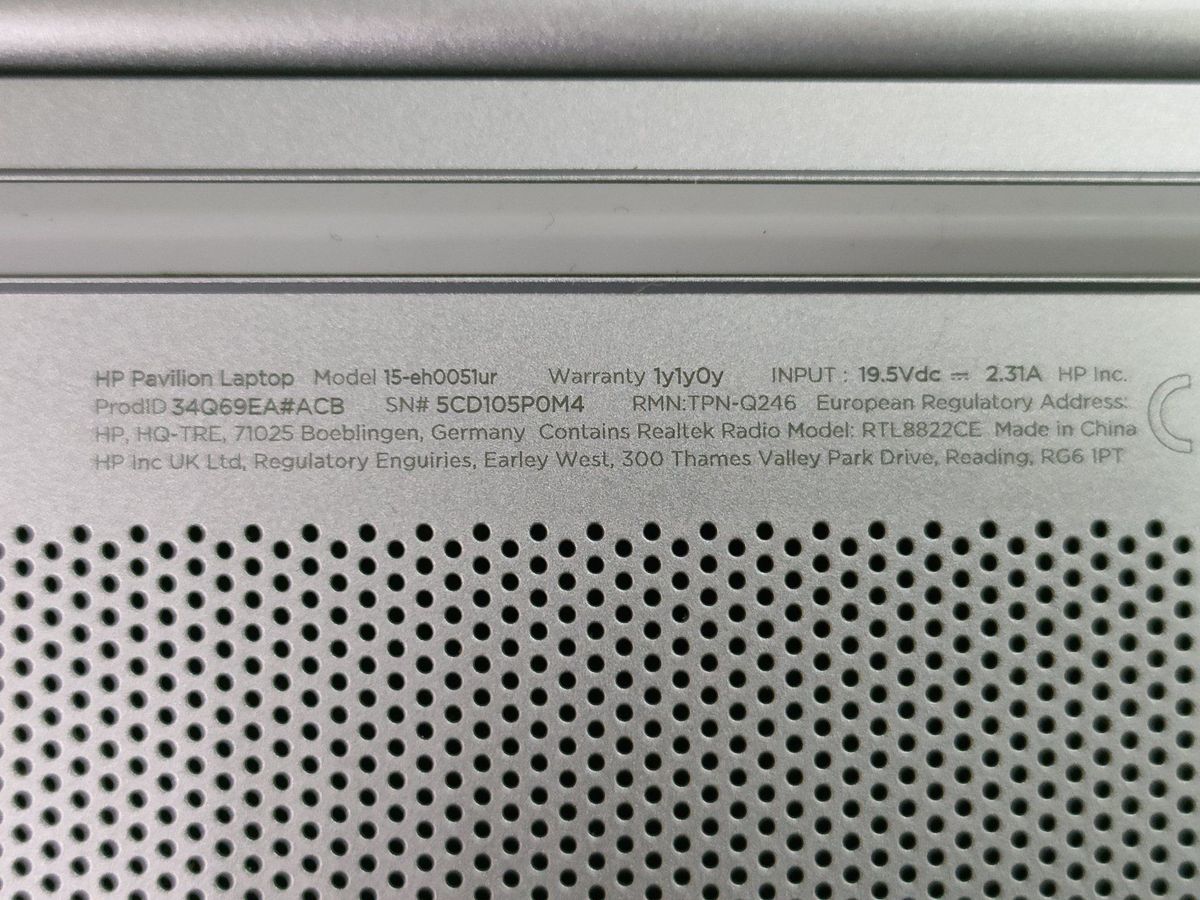 HP Pavilion Laptop Model 15-eh0051ur Warranty 1y1y0y INPUT : 19.5Vdc ⎓ 2.31A HP Inc.
ProdID 34Q69EA#ACB SN# 5CD105P0M4 RMN:TPN-Q246 European Regulatory Address:
HP, HQ-TRE, 71025 Boeblingen, Germany Contains Realtek Radio Model: RTL8822CE Made in China
HP Inc UK Ltd, Regulatory Enguiries, Earley West, 300 Thames Valley Park Drive, Reading, RG6 1PT